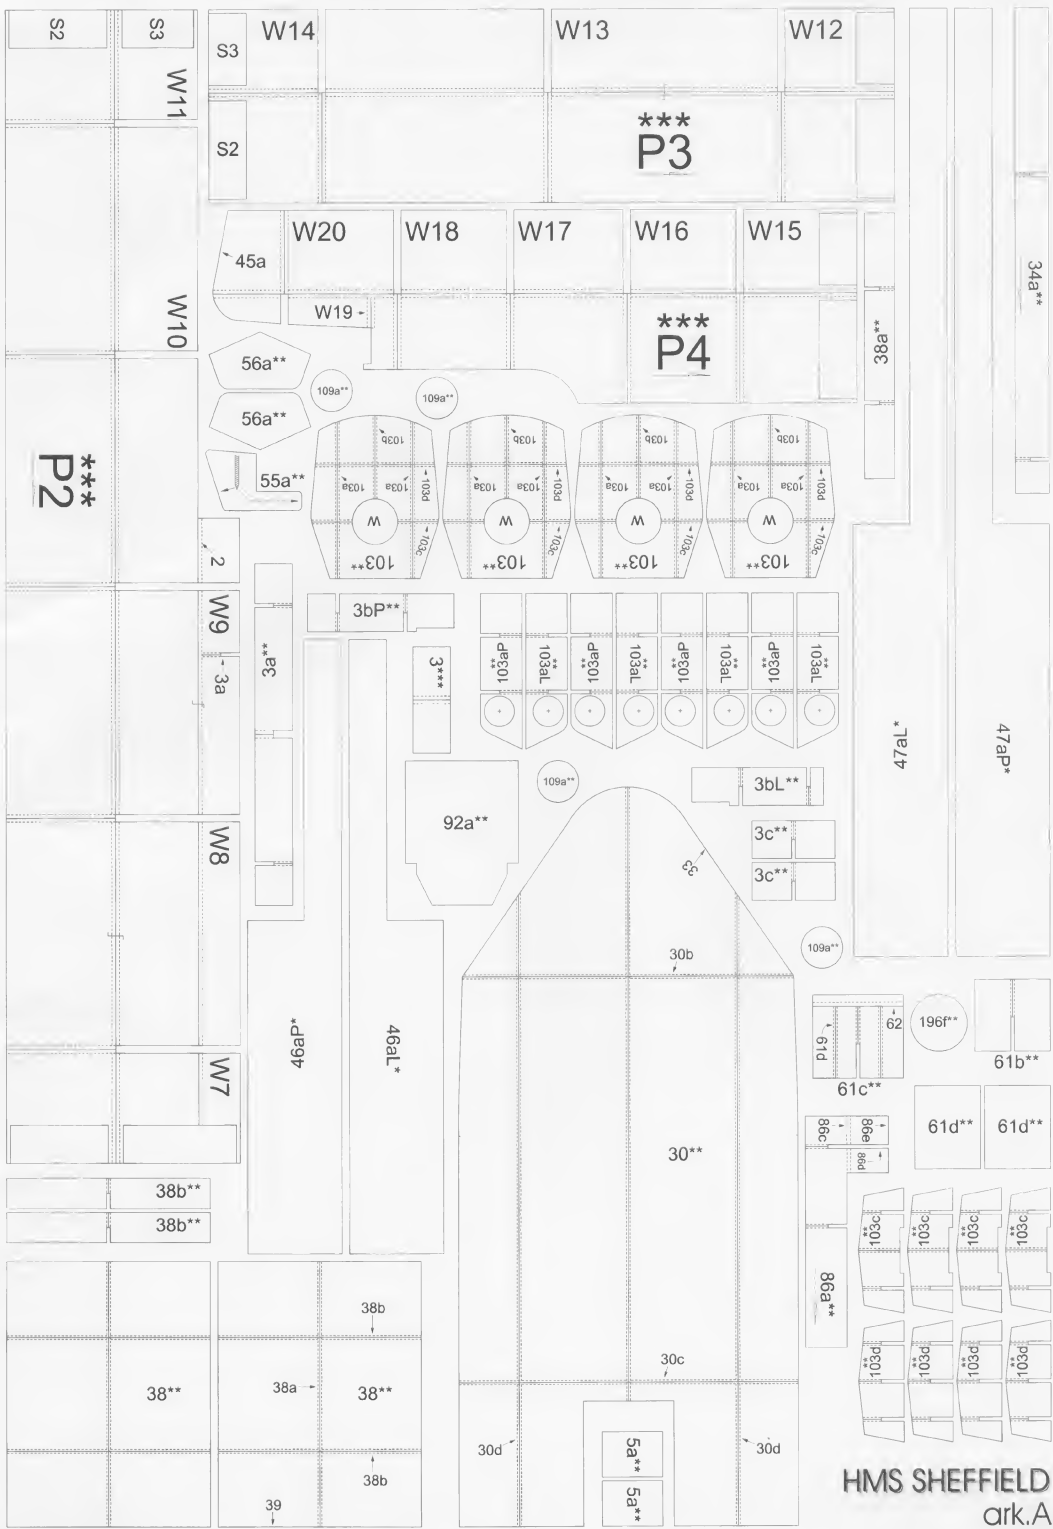 S2
S3
W11
S3
W14
W13
W12
S2
***
P3
34a**
W10
45a
W20
W18
W17
W16
W15
W19
***
P4
38a**
56a**
109a**
109a**
56a**
***
P2
55a**
103b
103a
103a
103d
W
103c
103**
103b
103a
103a
103d
W
103c
103**
103b
103a
103a
103d
W
103c
103**
103b
103a
103a
103d
W
103c
103**
2
W9
3a
3a**
3bP**
3***
103aP
**
103aL
**
103aP
**
103aL
**
103aP
**
103aL
**
103aP
**
103aL
**
47aL*
47aP*
109a**
3bL**
92a**
3c**
3c**
W8
33
109a**
30b
46aP*
46aL*
62
61d
61c**
196f**
61b**
W7
61d**
61d**
86c
86e
86d
30**
38b**
38b**
86a**
103c
**
103c
**
103c
**
103c
**
103d
**
103d
**
103d
**
103d
**
38b
38**
38a
38**
30c
38b
30d
30d
5a**
5a**
39
HMS SHEFFIELD
ark.A